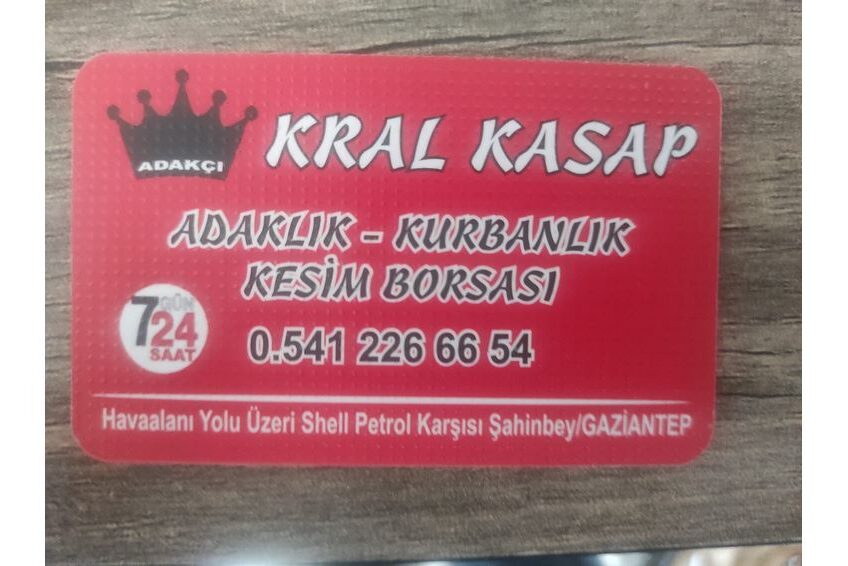 ADAKÇI
KRAL KASAP
ADAKLIK - KURBANLIK
KESİM BORSASI
7 GÜN
24
SAAT
0.541 226 66 54
Havaalanı Yolu Üzeri Shell Petrol Karşısı Şahinbey/GAZİANTEP